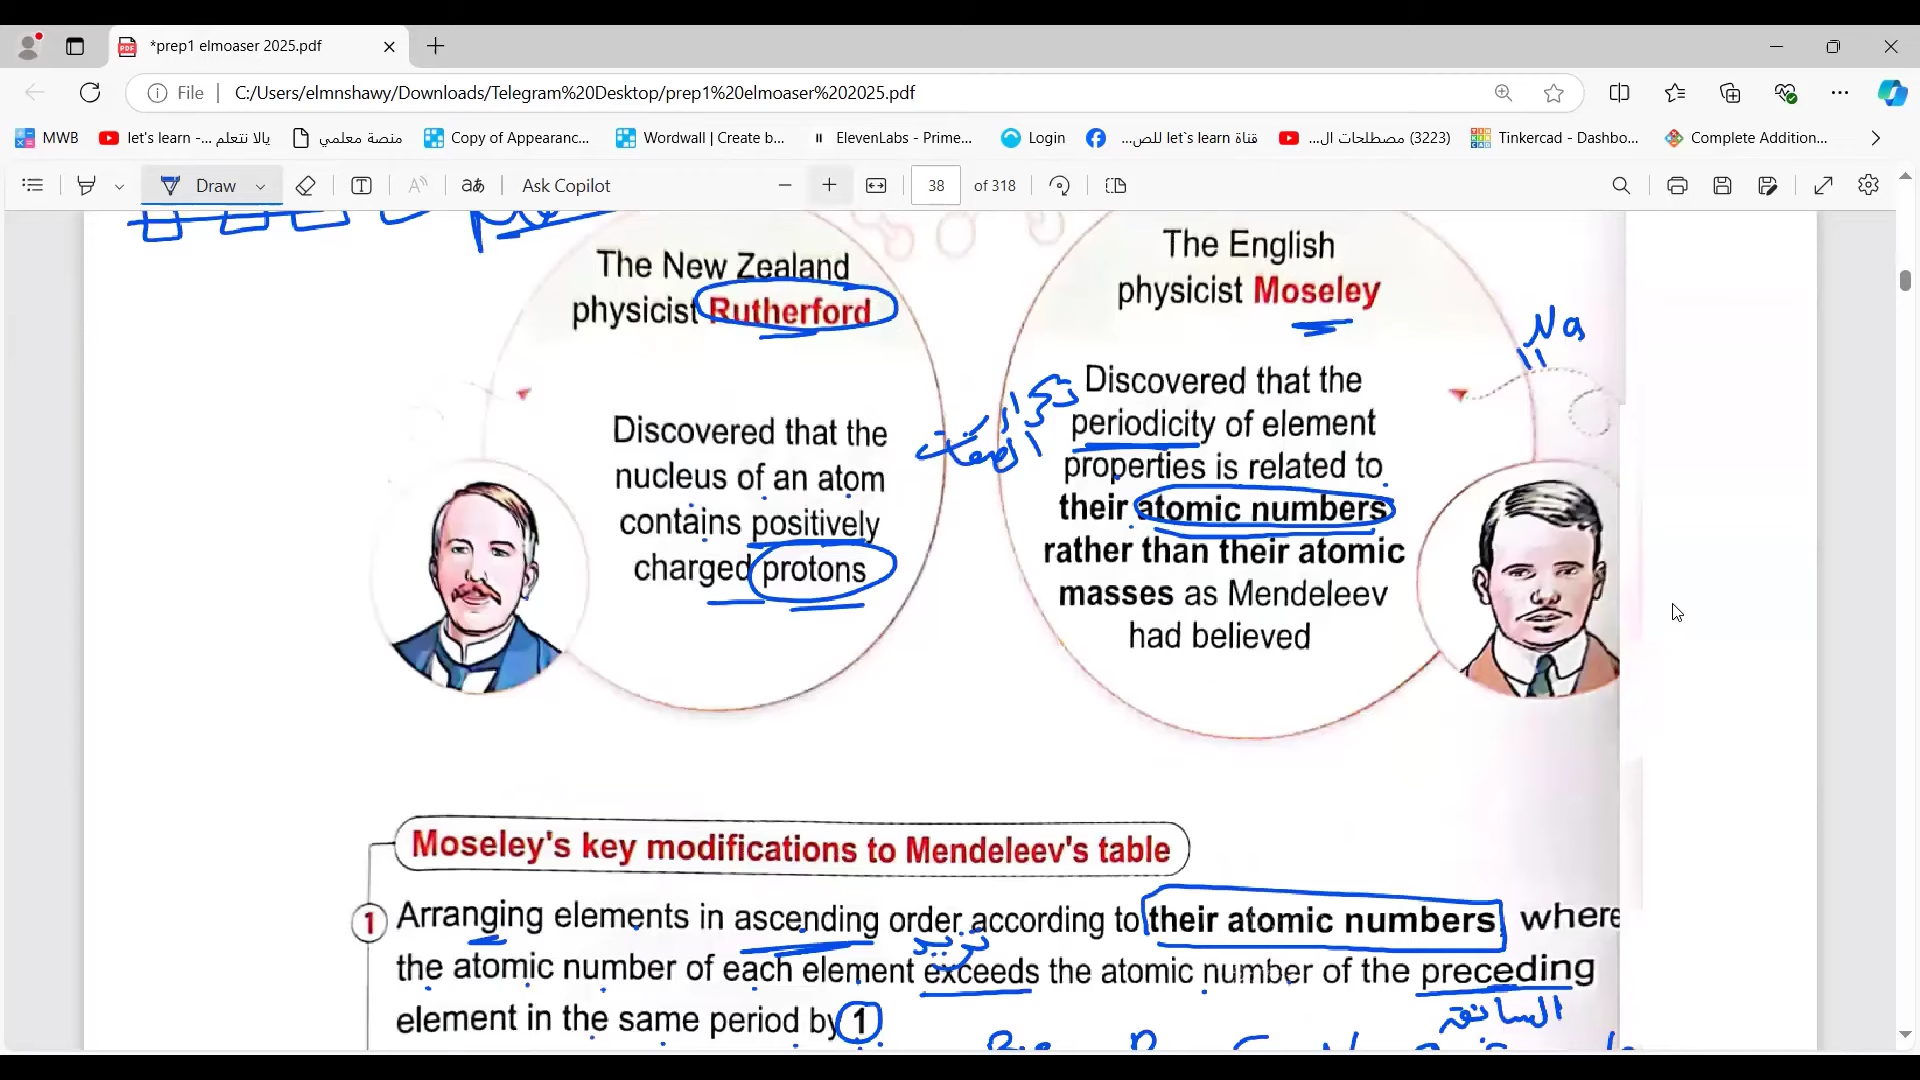 *prep1 elmoaser 2025.pdf
File C:/Users/elmnshawy/Downloads/Telegram%20Desktop/prep1%20elmoaser%202025.pdf
MWB let's learn -... يالا نتعلم منصة معلمي Copy of Appearanc... Wordwall | Create b... ElevenLabs - Prime... Login قناة let`s learn للص... (3223) مصطلحات ال... Tinkercad - Dashbo... Complete Addition...
Draw aあ Ask Copilot 38 of 318
The New Zealand
physicist Rutherford
Discovered that the
nucleus of an atom
contains positively
charged protons
The English
physicist Moseley
Na
11
Discovered that the
periodicity of element
properties is related to
their atomic numbers
rather than their atomic
masses as Mendeleev
had believed
Moseley's key modifications to Mendeleev's table
1 Arranging elements in ascending order according to their atomic numbers where
تزيد
the atomic number of each element exceeds the atomic number of the preceding
element in the same period by 1